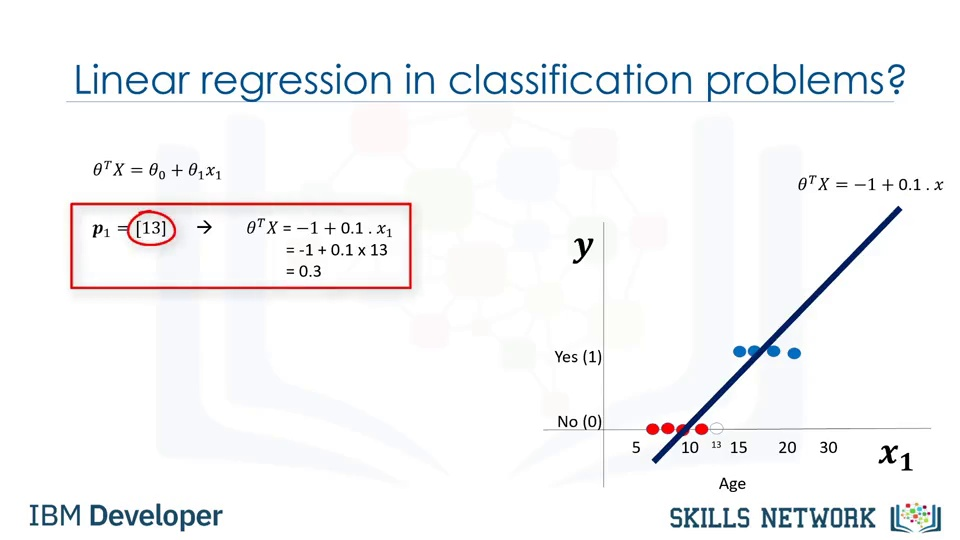 Linear regression in classification problems?
θᵀX = θ₀ + θ₁x₁
p₁ = [13] → θᵀX = −1 + 0.1 . x₁
= -1 + 0.1 x 13
= 0.3
θᵀX = −1 + 0.1 . x
y
Yes (1)
No (0)
5 10 13 15 20 30
x₁
Age
IBM Developer
SKILLS NETWORK